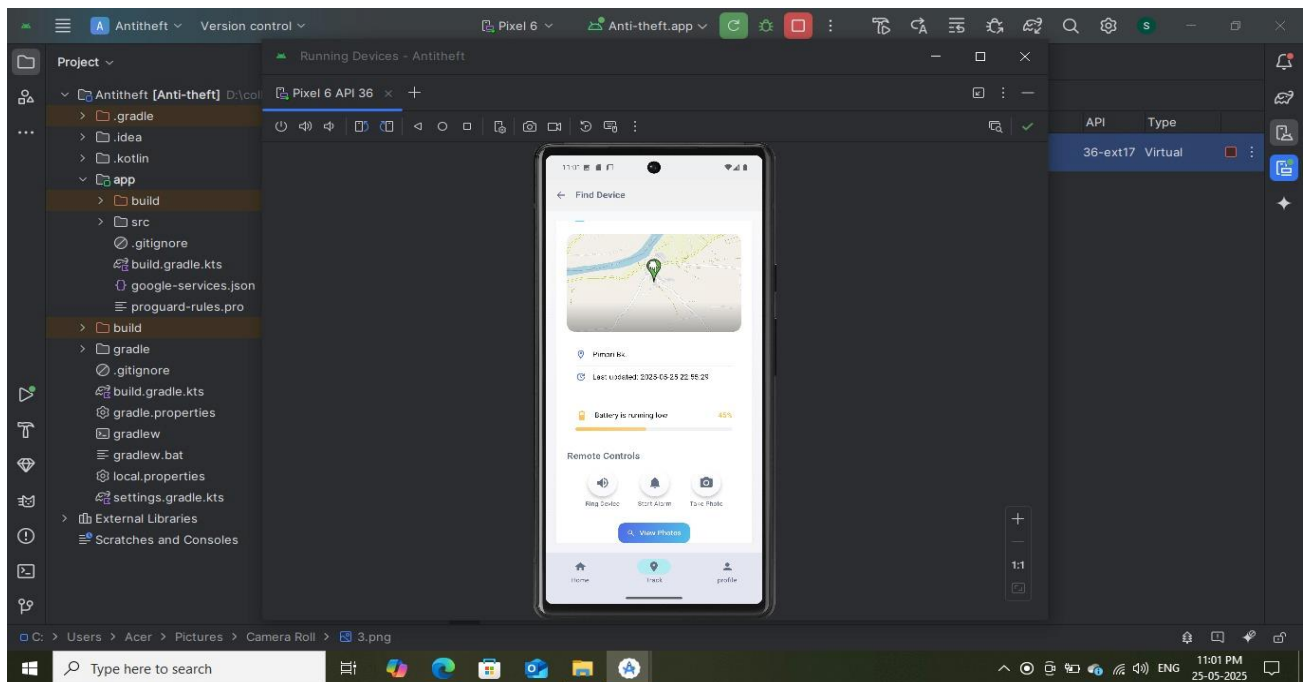 A Antitheft Version control Pixel 6 Anti-theft.app S
Project
Running Devices - Antitheft
Antitheft [Anti-theft] D:\col
Pixel 6 API 36
.gradle
.idea
.kotlin
app
build
src
.gitignore
build.gradle.kts
google-services.json
proguard-rules.pro
build
gradle
.gitignore
build.gradle.kts
gradle.properties
gradlew
gradlew.bat
local.properties
settings.gradle.kts
External Libraries
Scratches and Consoles
API Type
36-ext17 Virtual
Find Device
Last updated:
Battery is running low 45%
Remote Controls
Ring Device Start Alarm Take Photo
View Photos
Home Track profile
1:1
C: > Users > Acer > Pictures > Camera Roll > 3.png
Type here to search
ENG
11:01 PM
25-05-2025